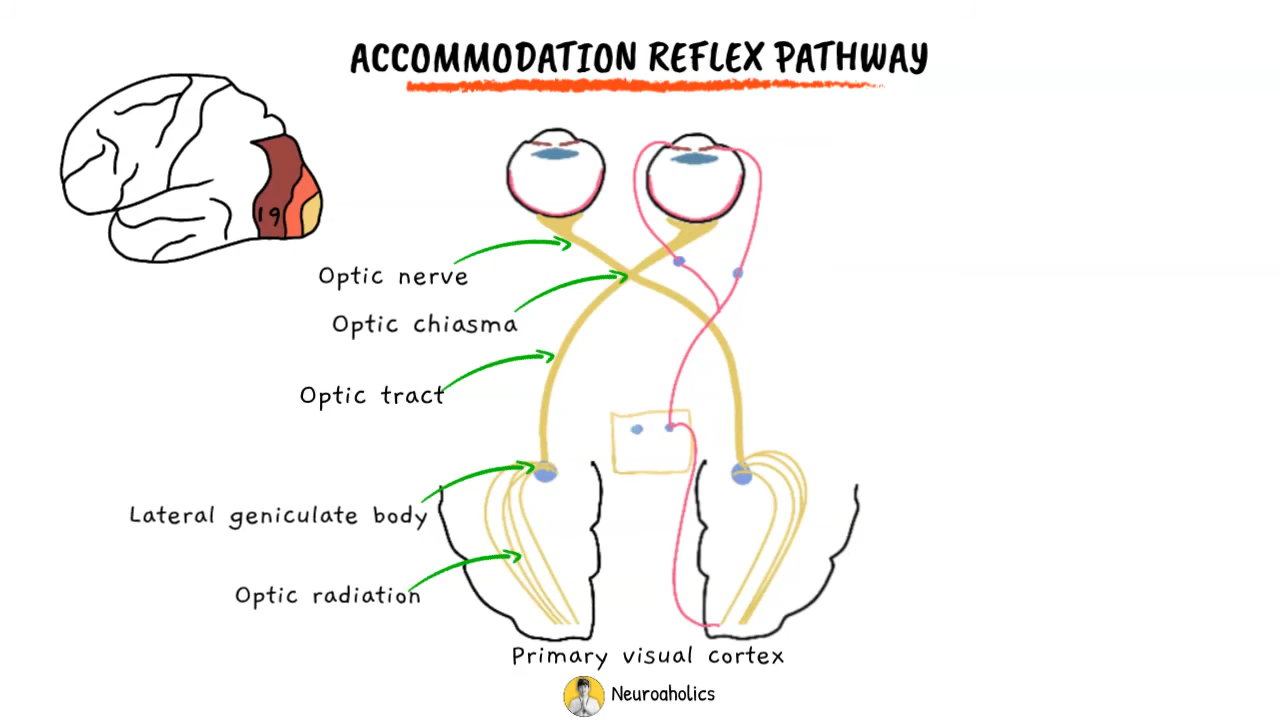 ACCOMMODATION REFLEX PATHWAY
19
Optic nerve
Optic chiasma
Optic tract
Lateral geniculate body
Optic radiation
Primary visual cortex
Neuroaholics